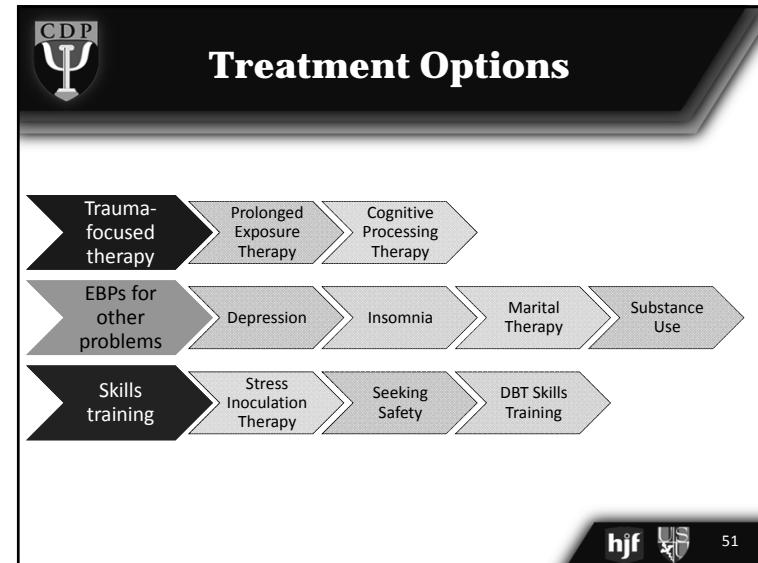 CDP
Treatment Options
Trauma-
focused
therapy
Prolonged
Exposure
Therapy
Cognitive
Processing
Therapy
EBPs for
other
problems
Depression
Insomnia
Marital
Therapy
Substance
Use
Skills
training
Stress
Inoculation
Therapy
Seeking
Safety
DBT Skills
Training
hjf
US
51